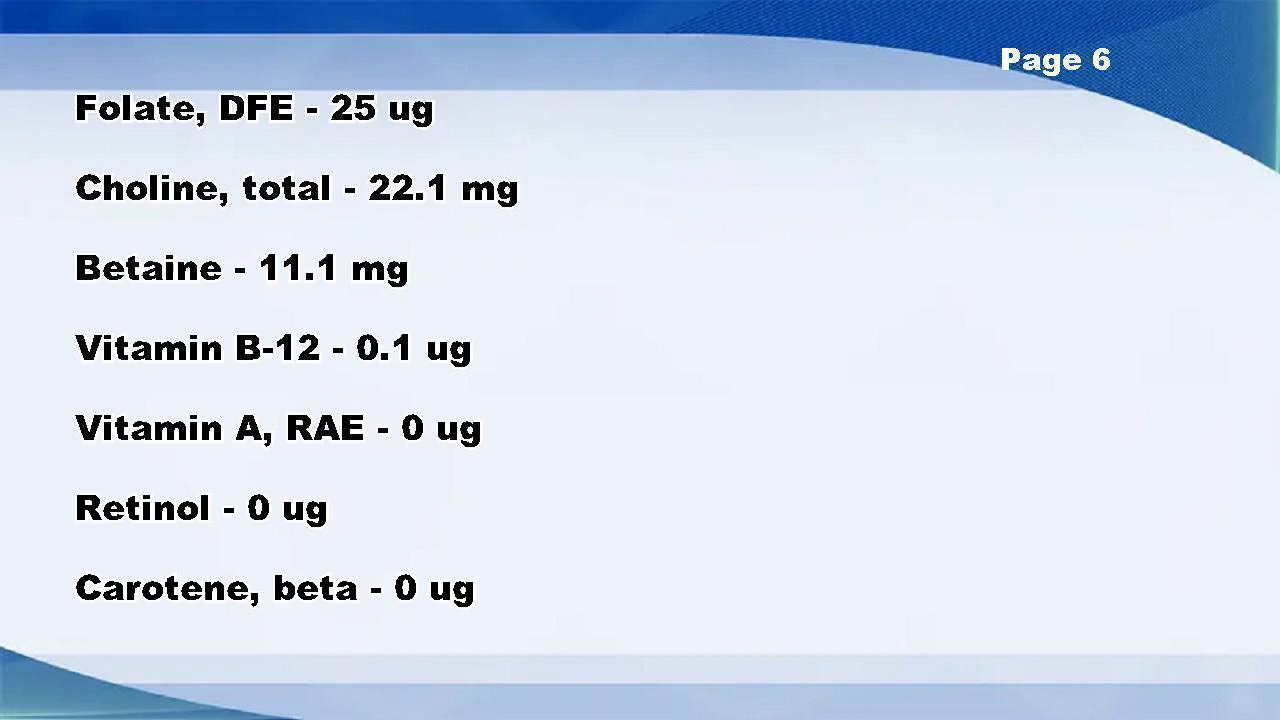 Page 6
Folate, DFE - 25 ug
Choline, total - 22.1 mg
Betaine - 11.1 mg
Vitamin B-12 - 0.1 ug
Vitamin A, RAE - 0 ug
Retinol - 0 ug
Carotene, beta - 0 ug